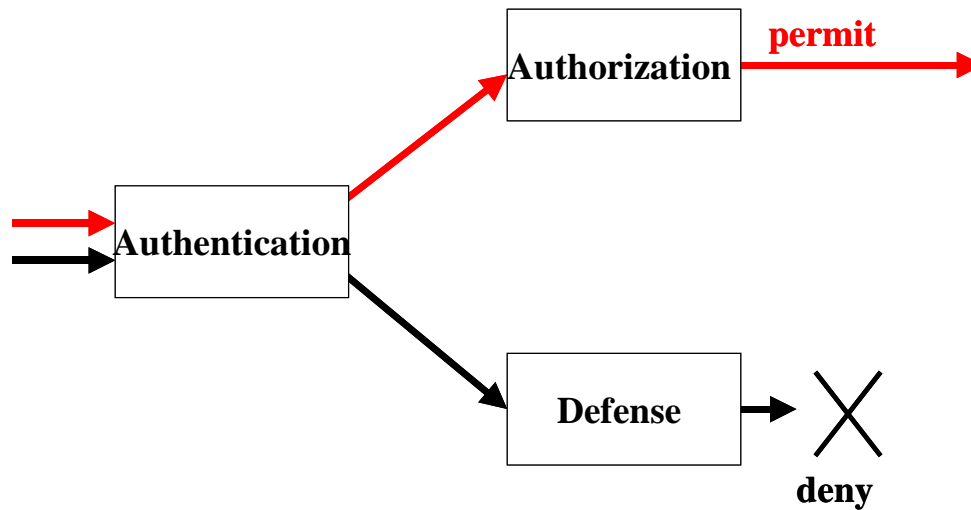 permit
Authorization
Authentication
Defense
deny